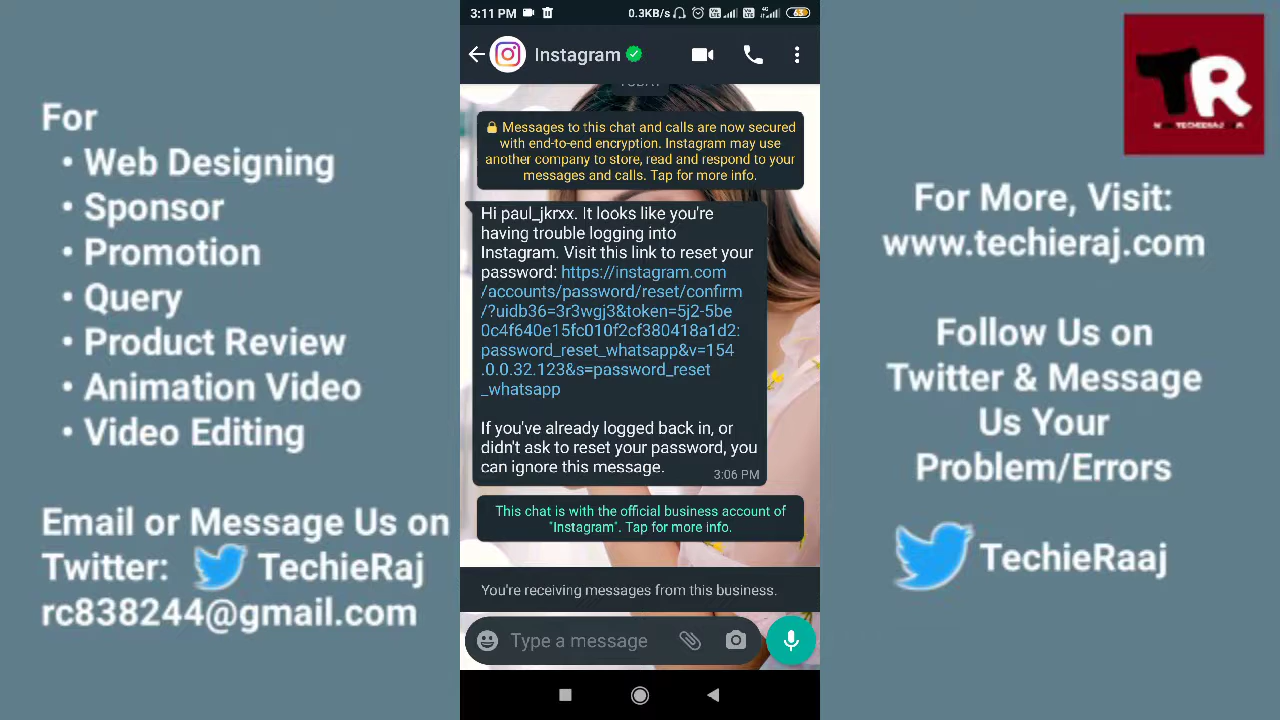 For
• Web Designing
• Sponsor
• Promotion
• Query
• Product Review
• Animation Video
• Video Editing
Email or Message Us on
Twitter: TechieRaj
rc838244@gmail.com
3:11 PM
0.3KB/s
4G
63
Instagram
TODAY
Messages to this chat and calls are now secured
with end-to-end encryption. Instagram may use
another company to store, read and respond to your
messages and calls. Tap for more info.
Hi paul_jkrxx. It looks like you're
having trouble logging into
Instagram. Visit this link to reset your
password: https://instagram.com
/accounts/password/reset/confirm
/?uidb36=3r3wgj3&token=5j2-5be
0c4f640e15fc010f2cf380418a1d2:
password_reset_whatsapp&v=154
.0.0.32.123&s=password_reset
_whatsapp
If you've already logged back in, or
didn't ask to reset your password, you
can ignore this message.
3:06 PM
This chat is with the official business account of
"Instagram". Tap for more info.
You're receiving messages from this business.
Type a message
TR
For More, Visit:
www.techieraj.com
Follow Us on
Twitter & Message
Us Your
Problem/Errors
TechieRaaj